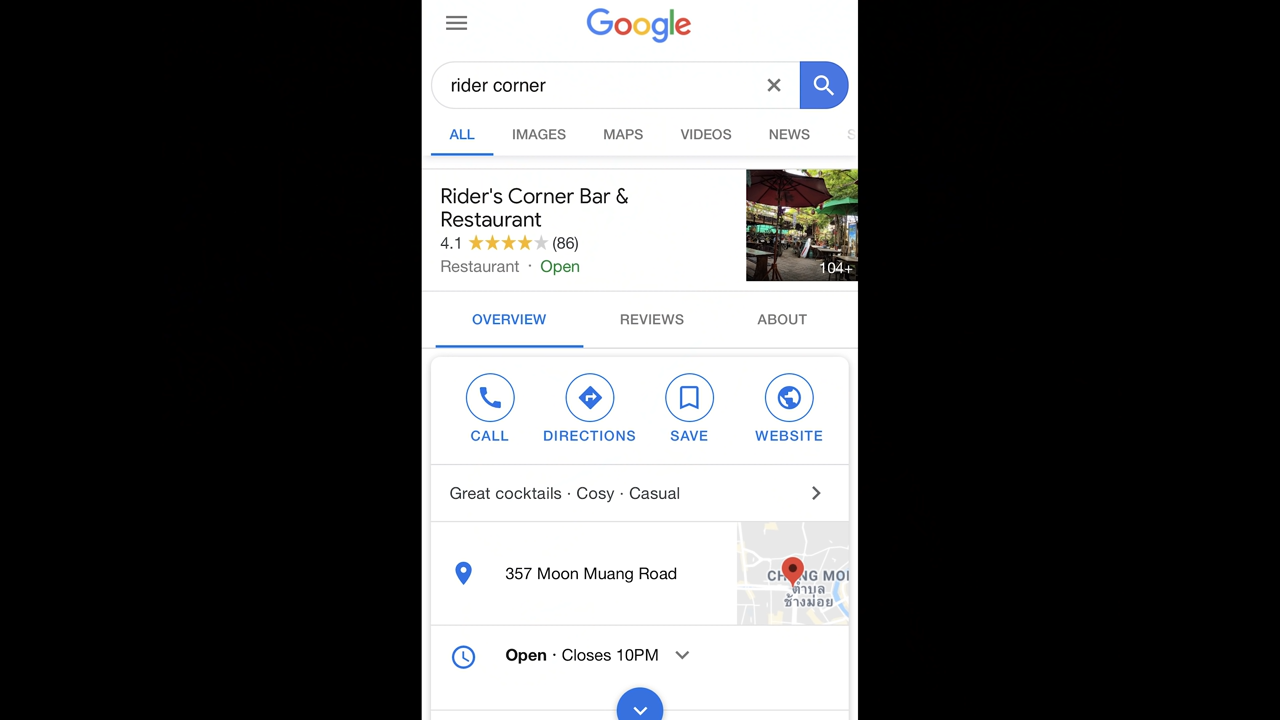 Google
rider corner
ALL IMAGES MAPS VIDEOS NEWS
Rider's Corner Bar &
Restaurant
4.1 (86)
Restaurant · Open
104+
OVERVIEW REVIEWS ABOUT
CALL DIRECTIONS SAVE WEBSITE
Great cocktails · Cosy · Casual
357 Moon Muang Road
ตำบล
ช้างม่อย
Open · Closes 10PM